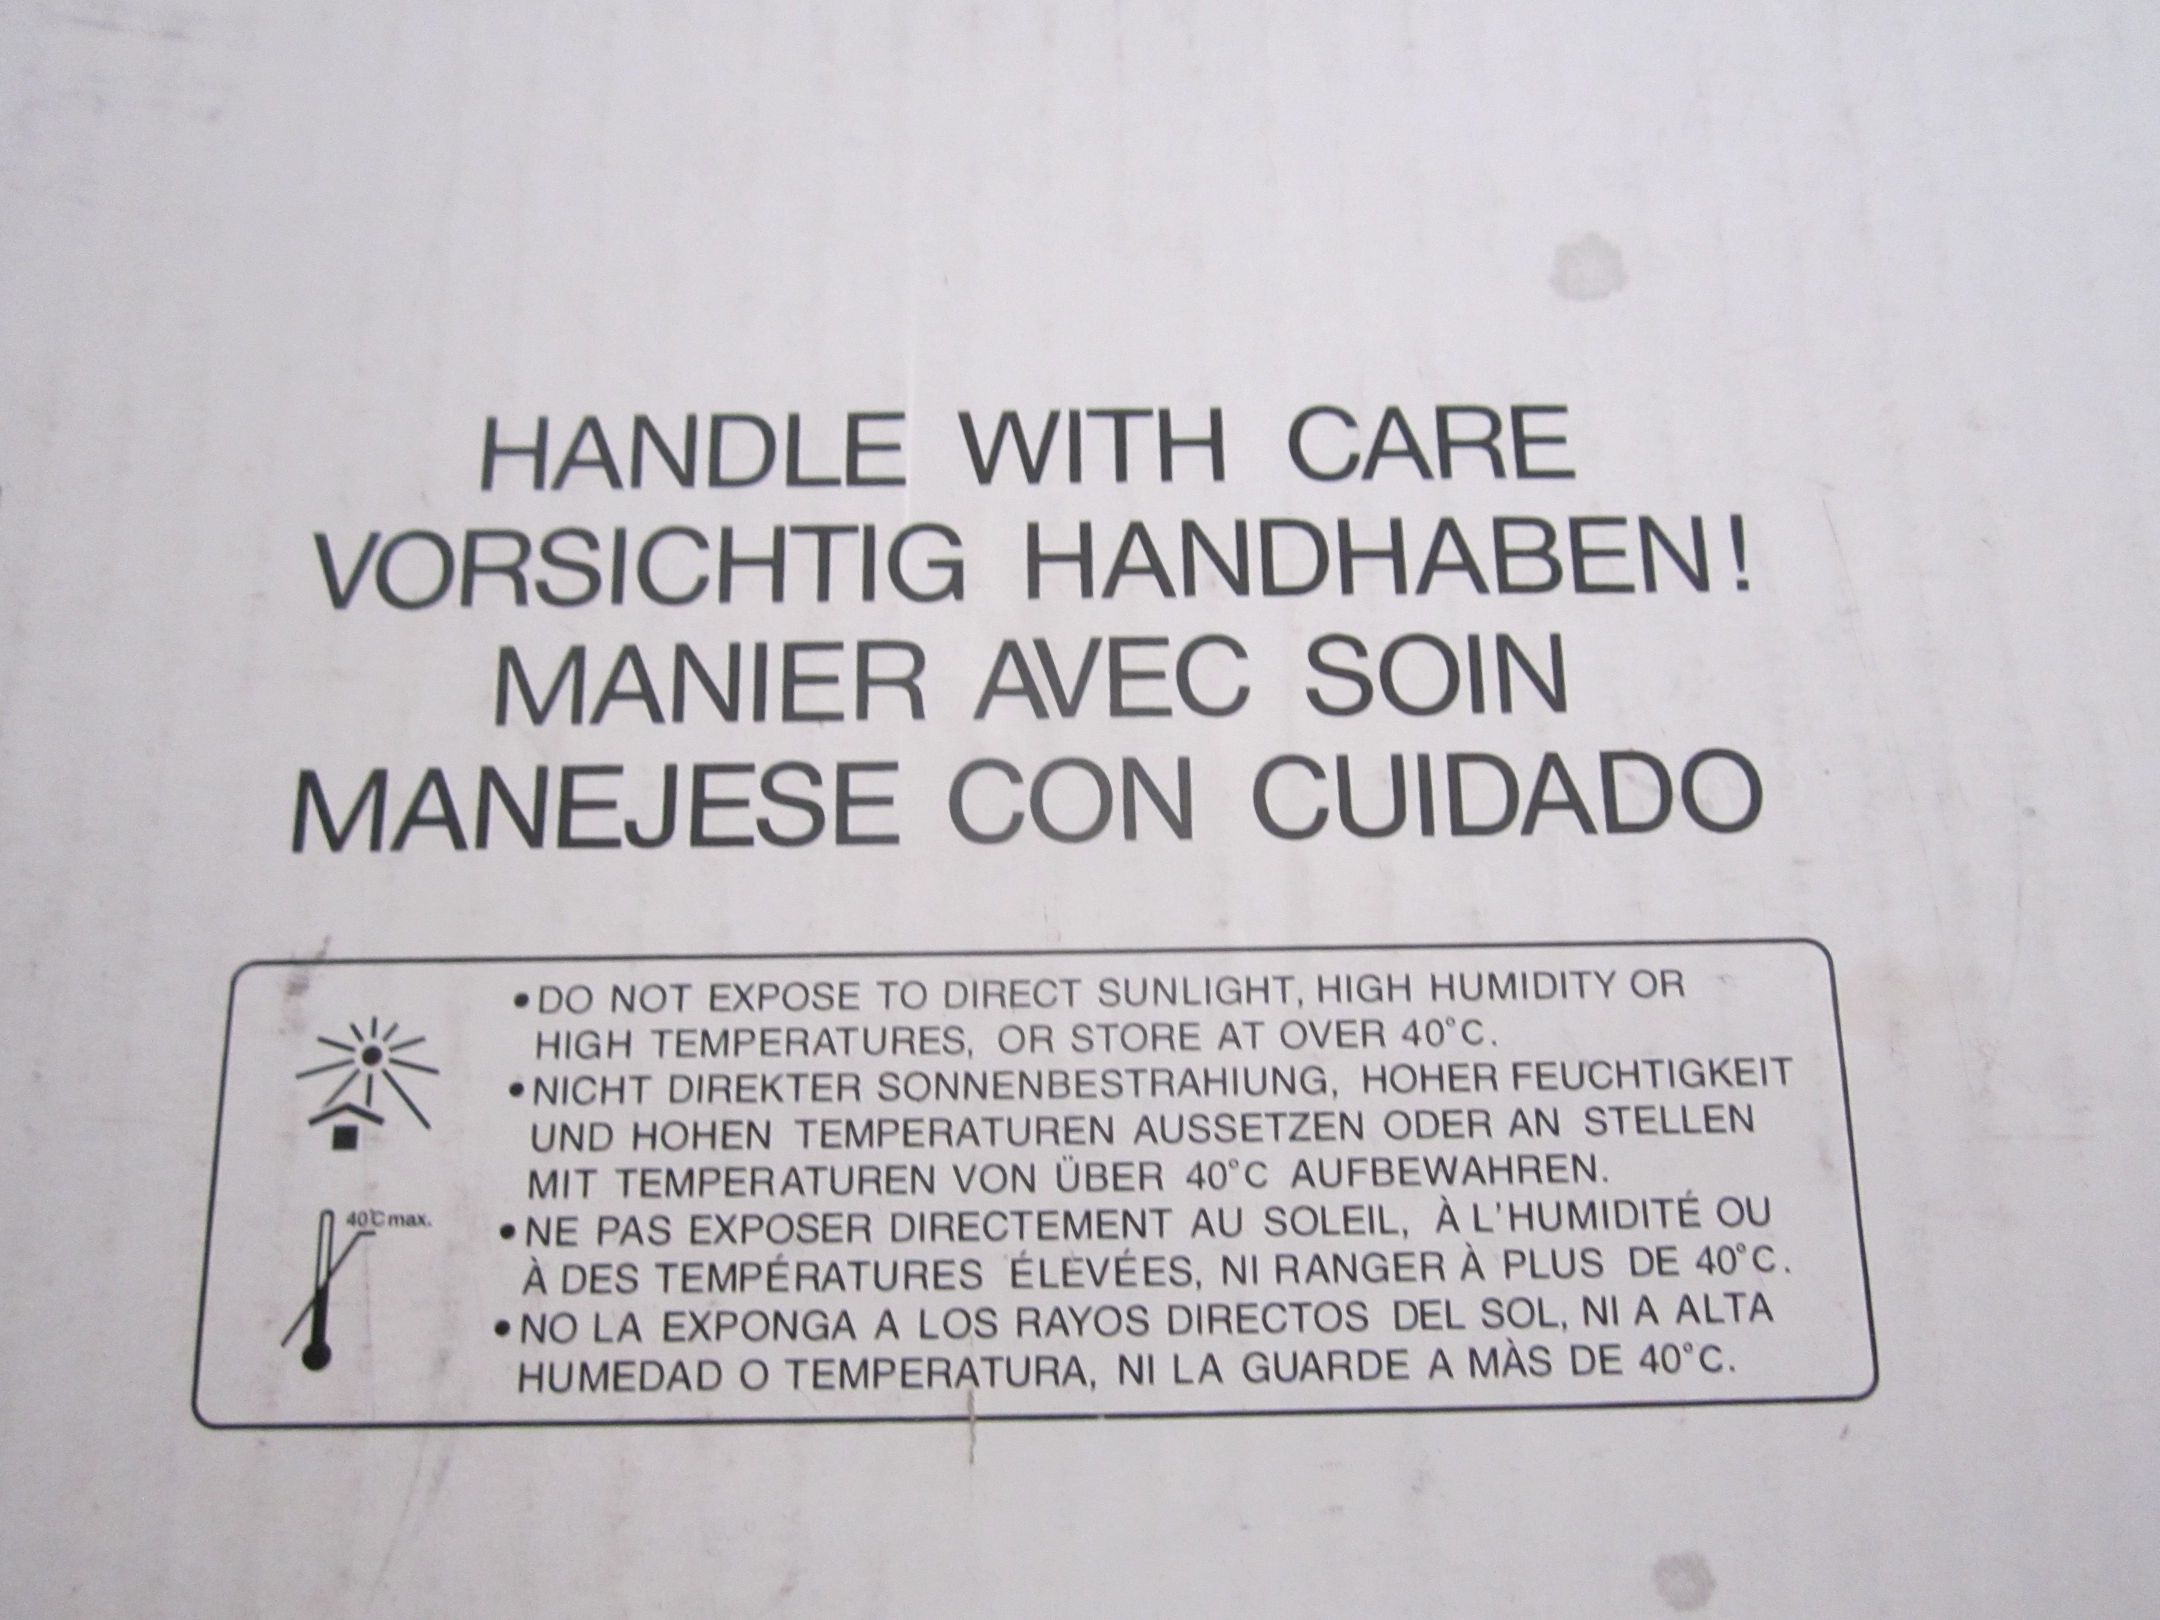 HANDLE WITH CARE
VORSICHTIG HANDHABEN!
MANIER AVEC SOIN
MANEJESE CON CUIDADO
•DO NOT EXPOSE TO DIRECT SUNLIGHT, HIGH HUMIDITY OR
HIGH TEMPERATURES, OR STORE AT OVER 40°C.
•NICHT DIREKTER SONNENBESTRAHIUNG, HOHER FEUCHTIGKEIT
UND HOHEN TEMPERATUREN AUSSETZEN ODER AN STELLEN
MIT TEMPERATUREN VON ÜBER 40°C AUFBEWAHREN.
40°C max.
•NE PAS EXPOSER DIRECTEMENT AU SOLEIL, À L'HUMIDITÉ OU
À DES TEMPÉRATURES ÉLEVÉES, NI RANGER À PLUS DE 40°C.
•NO LA EXPONGA A LOS RAYOS DIRECTOS DEL SOL, NI A ALTA
HUMEDAD O TEMPERATURA, NI LA GUARDE A MÀS DE 40°C.